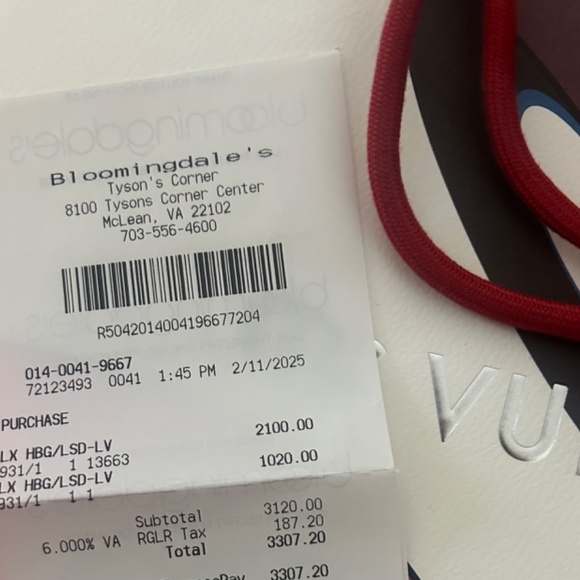 Bloomingdale's
Tyson's Corner
8100 Tysons Corner Center
McLean, VA 22102
703-556-4600
R5042014004196677204
014-0041-9667
72123493 0041 1:45 PM 2/11/2025
PURCHASE
LX HBG/LSD-LV 2100.00
931/1 1 13663
LX HBG/LSD-LV 1020.00
931/1 1 1
Subtotal 3120.00
6.000% VA RGLR Tax 187.20
Total 3307.20
3307.20
VU